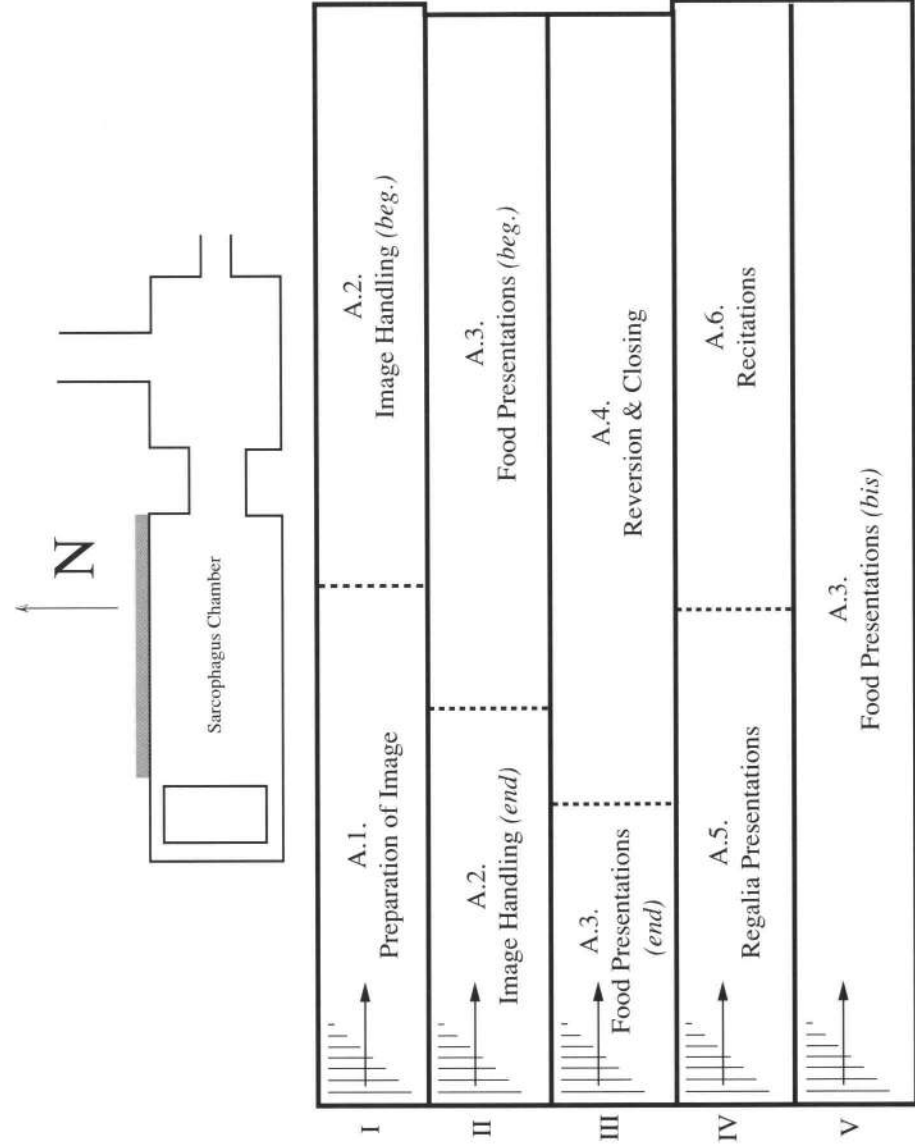 N
Sarcophagus Chamber
I
A.1.
Preparation of Image
A.2.
Image Handling (beg.)
II
A.2.
Image Handling (end)
A.3.
Food Presentations (beg.)
III
A.3.
Food Presentations
(end)
A.4.
Reversion & Closing
IV
A.5.
Regalia Presentations
A.6.
Recitations
V
A.3.
Food Presentations (bis)